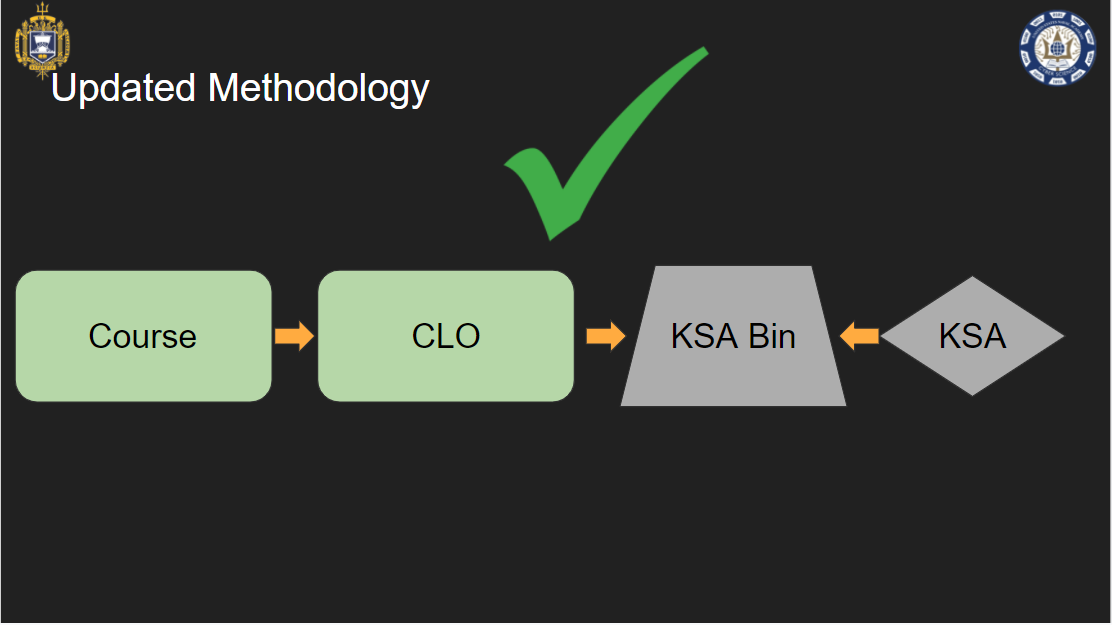 Updated Methodology
Course
CLO
KSA Bin
KSA